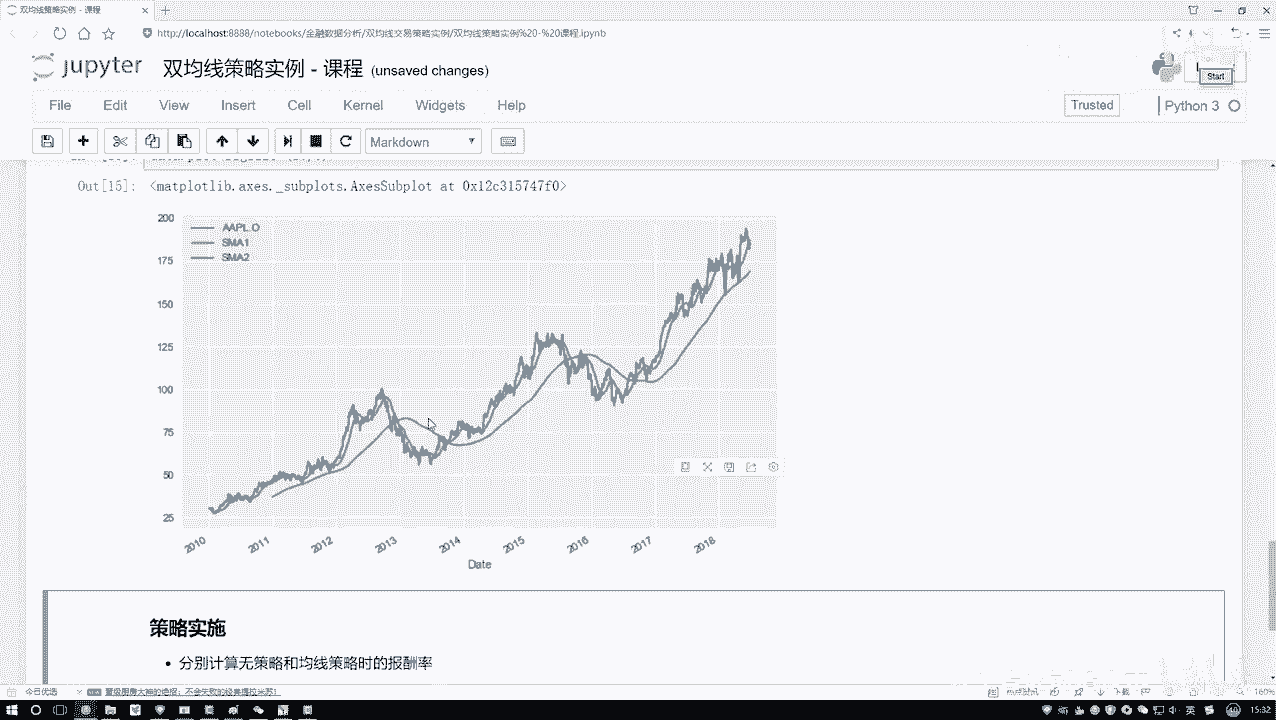 双均线策略实例 - 课程
http://localhost:8888/notebooks/金融数据分析/双均线交易策略实例/双均线策略实例%20-%20课程.ipynb
jupyter 双均线策略实例 - 课程 (unsaved changes)
Start
File Edit View Insert Cell Kernel Widgets Help
Trusted
Python 3
Markdown
Out[15]: <matplotlib.axes._subplots.AxesSubplot at 0x12c315747f0>
AAPL.O
SMA1
SMA2
200
175
150
125
100
75
50
25
2010 2011 2012 2013 2014 2015 2016 2017 2018
Date
策略实施
• 分别计算无策略和均线策略时的报酬率
今日优选
下载
160%
英
15:32